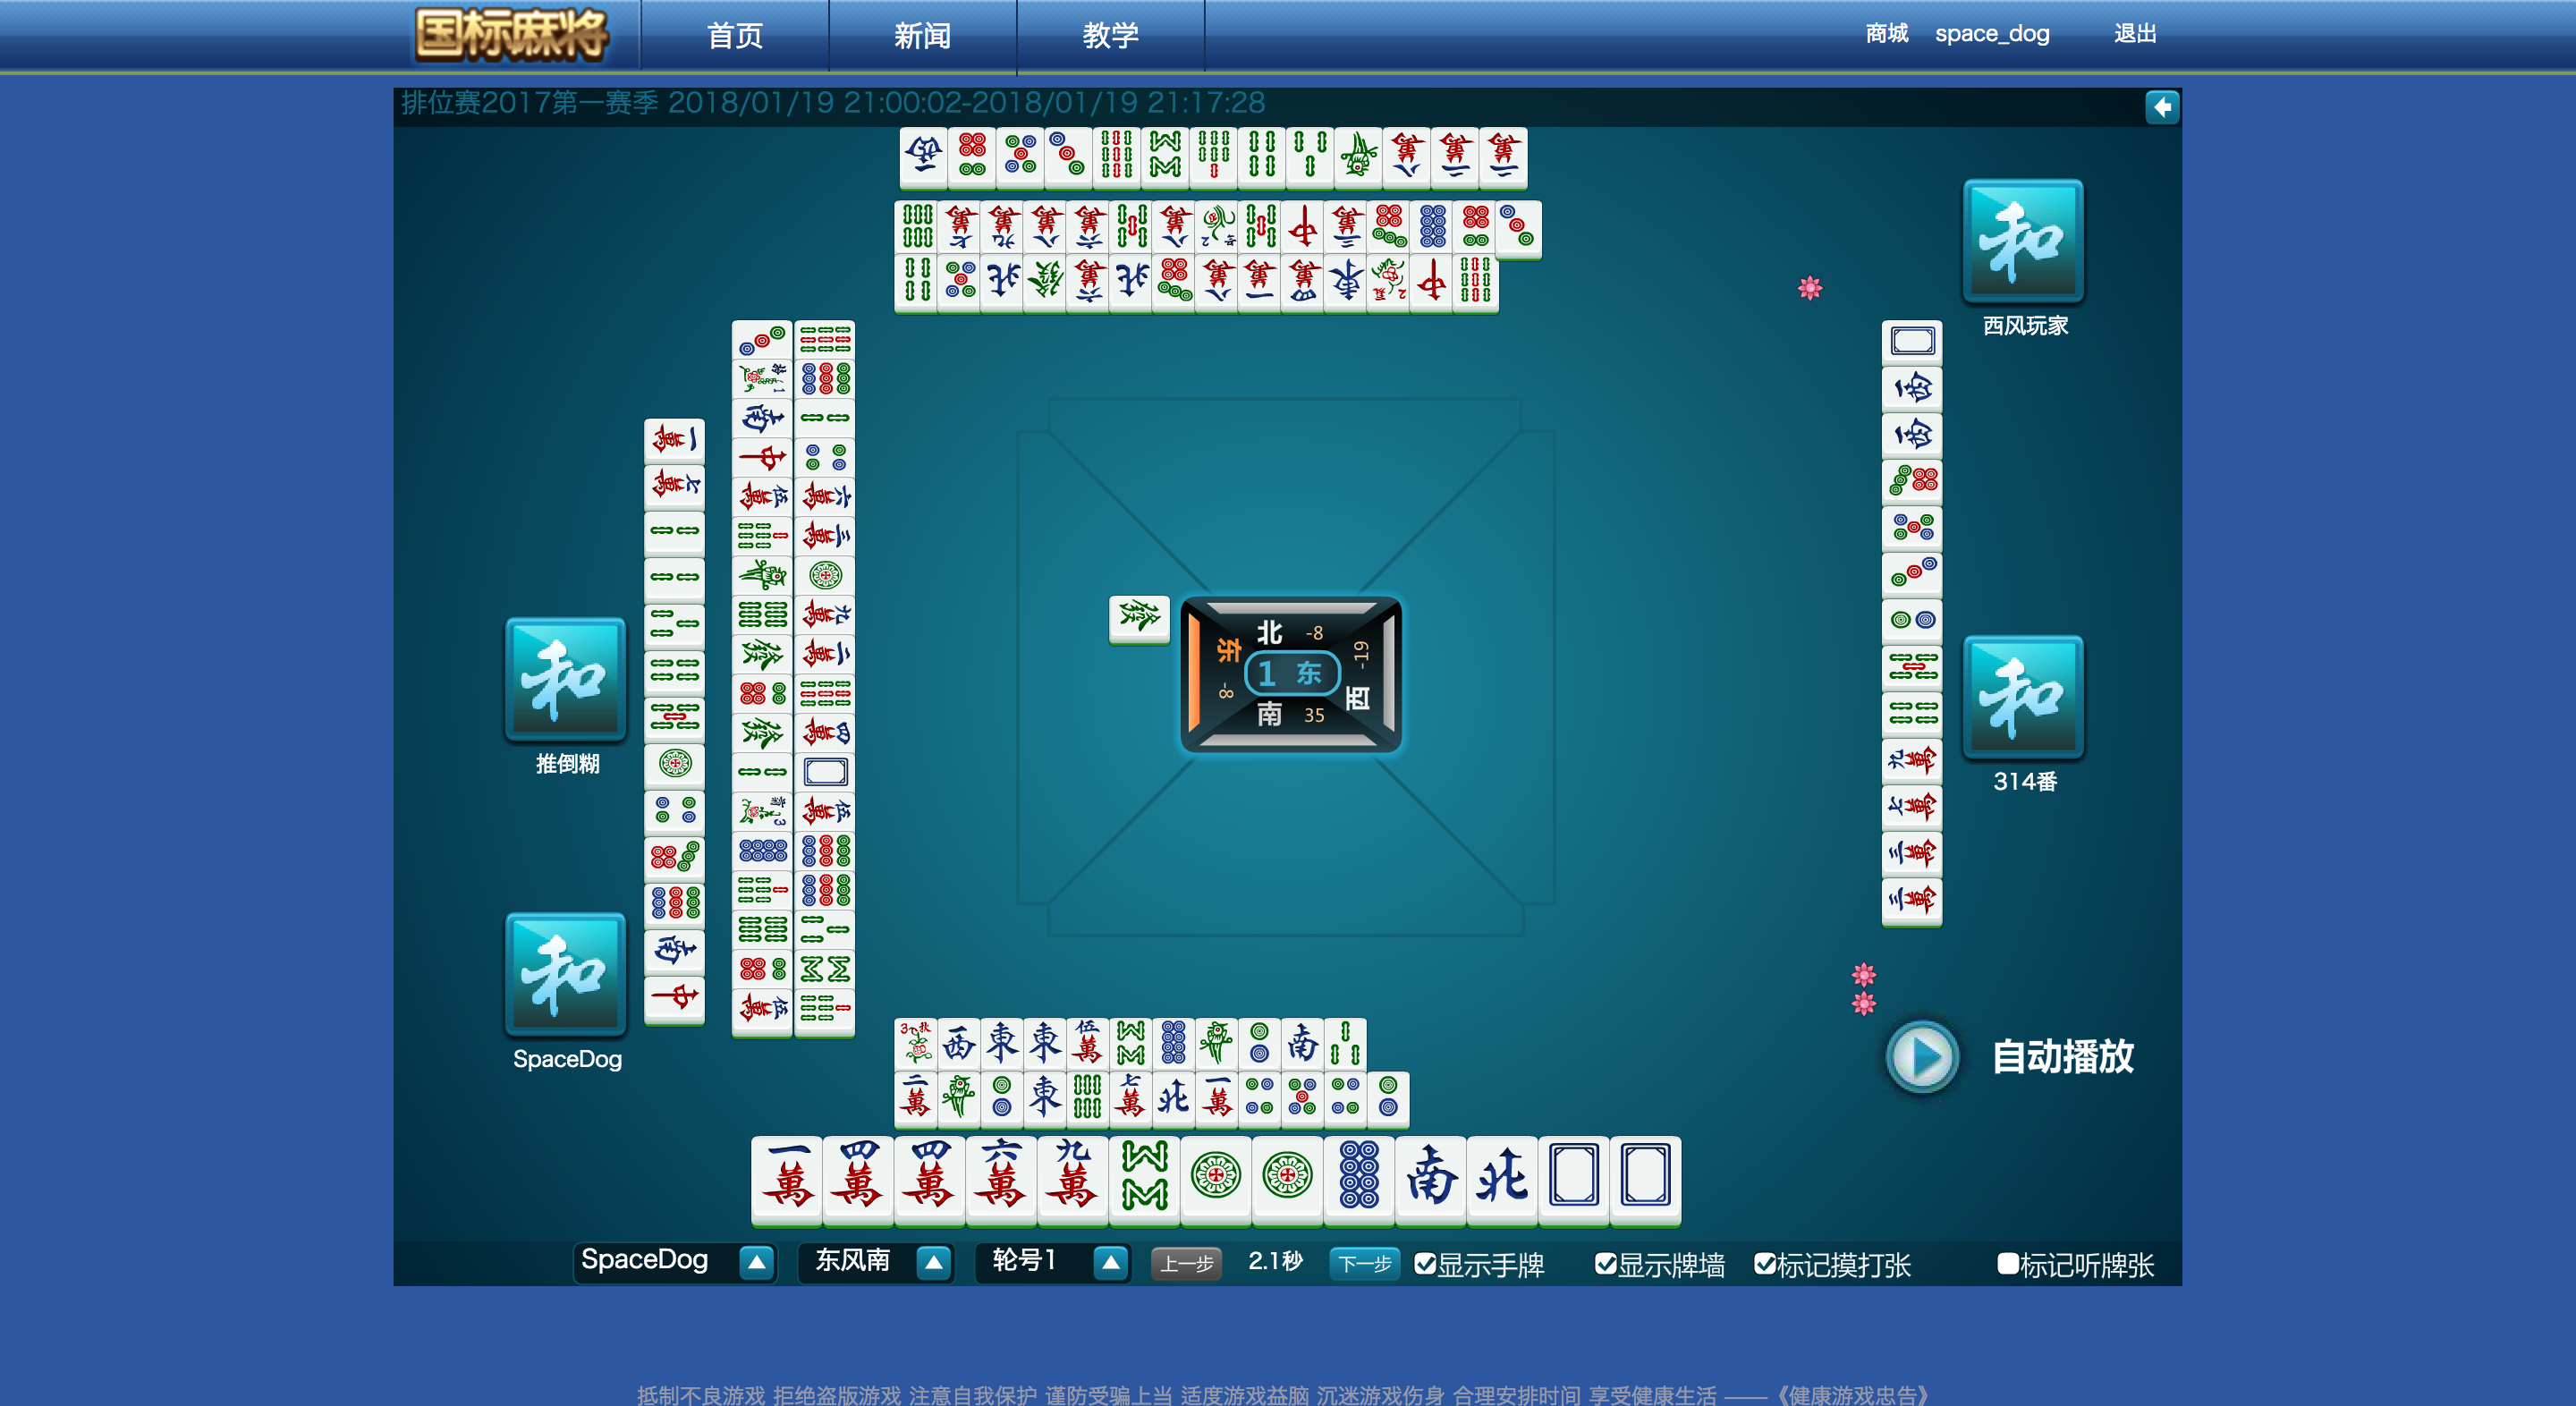 国标麻将 首页 新闻 教学 商城 space_dog 退出
排位赛2017第一赛季 2018/01/19 21:00:02-2018/01/19 21:17:28
西风玩家
北 -8
东 -8
1 东
西 -19
南 35
推倒糊
314番
SpaceDog
自动播放
SpaceDog 东风南 轮号1 上一步 2.1秒 下一步 显示手牌 显示牌墙 标记摸打张 标记听牌张
抵制不良游戏 拒绝盗版游戏 注意自我保护 谨防受骗上当 适度游戏益脑 沉迷游戏伤身 合理安排时间 享受健康生活 ——《健康游戏忠告》